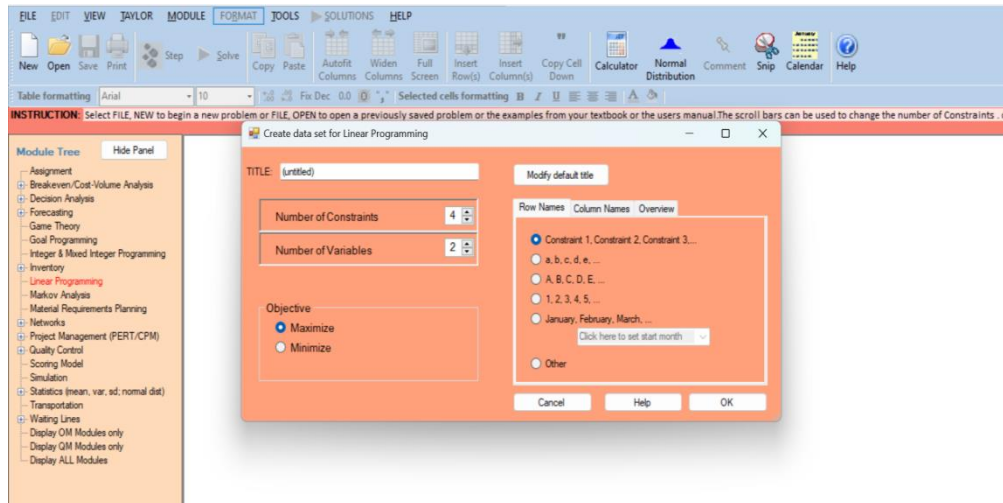 FILE EDIT VIEW TAYLOR MODULE FORMAT TOOLS SOLUTIONS HELP
New Open Save Print Step Solve Copy Paste Autofit Columns Widen Columns Full Screen Insert Row(s) Insert Column(s) Copy Cell Down Calculator Normal Distribution Comment Snip Calendar Help
Table formatting Arial 10 Fix Dec 0.0 0 Selected cells formatting B I U A
INSTRUCTION: Select FILE, NEW to begin a new problem or FILE, OPEN to open a previously saved problem or the examples from your textbook or the users manual.The scroll bars can be used to change the number of Constraints .
Module Tree Hide Panel
Assignment
Breakeven/Cost-Volume Analysis
Decision Analysis
Forecasting
Game Theory
Goal Programming
Integer & Mixed Integer Programming
Inventory
Linear Programming
Markov Analysis
Material Requirements Planning
Networks
Project Management (PERT/CPM)
Quality Control
Scoring Model
Simulation
Statistics (mean, var, sd; normal dist)
Transportation
Waiting Lines
Display OM Modules only
Display QM Modules only
Display ALL Modules
Create data set for Linear Programming
TITLE: (untitled)
Modify default title
Number of Constraints 4
Number of Variables 2
Objective
Maximize
Minimize
Row Names Column Names Overview
Constraint 1, Constraint 2, Constraint 3,...
a, b, c, d, e, ...
A, B, C, D, E, ...
1, 2, 3, 4, 5, ...
January, February, March, ...
Click here to set start month
Other
Cancel Help OK